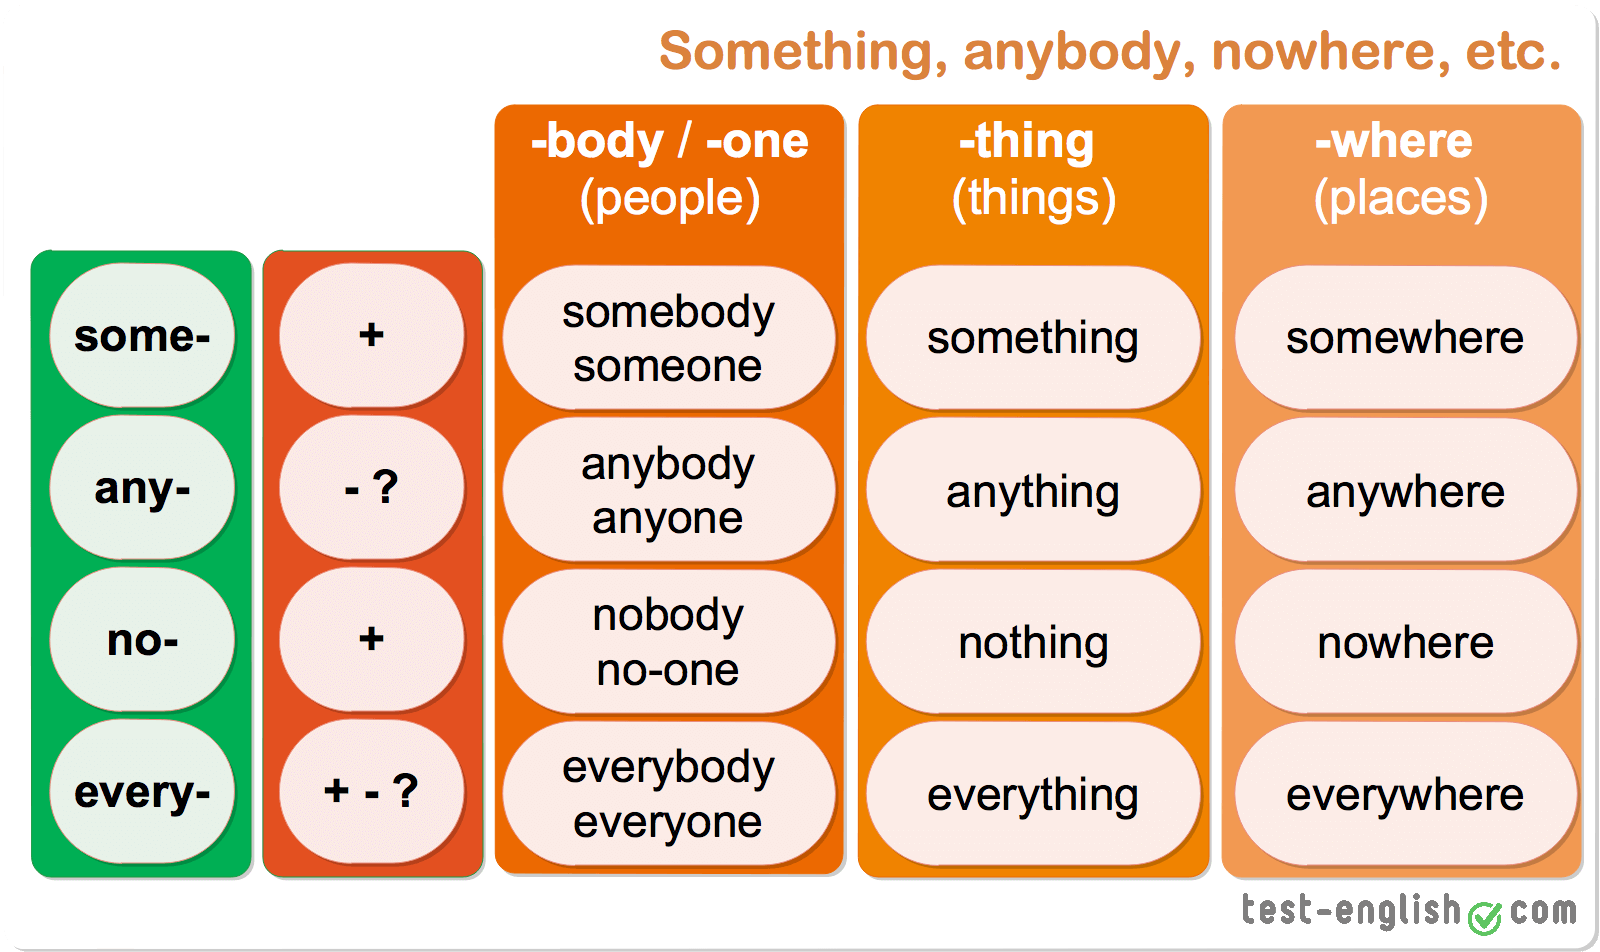 Something, anybody, nowhere, etc.
-body / -one
(people)
-thing
(things)
-where
(places)
some-
+
somebody
someone
something
somewhere
any-
- ?
anybody
anyone
anything
anywhere
no-
+
nobody
no-one
nothing
nowhere
every-
+ - ?
everybody
everyone
everything
everywhere
test-english com